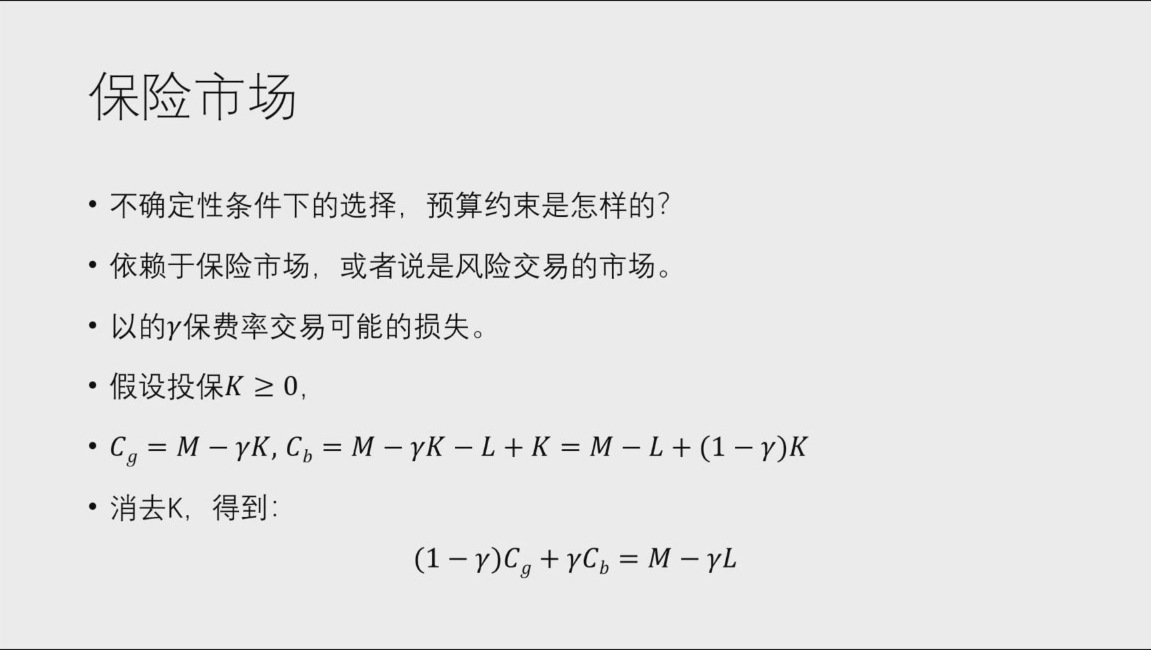 保险市场
• 不确定性条件下的选择，预算约束是怎样的？
• 依赖于保险市场，或者说是风险交易的市场。
• 以的γ保费率交易可能的损失。
• 假设投保K ≥ 0,
• C_g = M − γK, C_b = M − γK − L + K = M − L + (1 − γ)K
• 消去K，得到：
(1 − γ)C_g + γC_b = M − γL